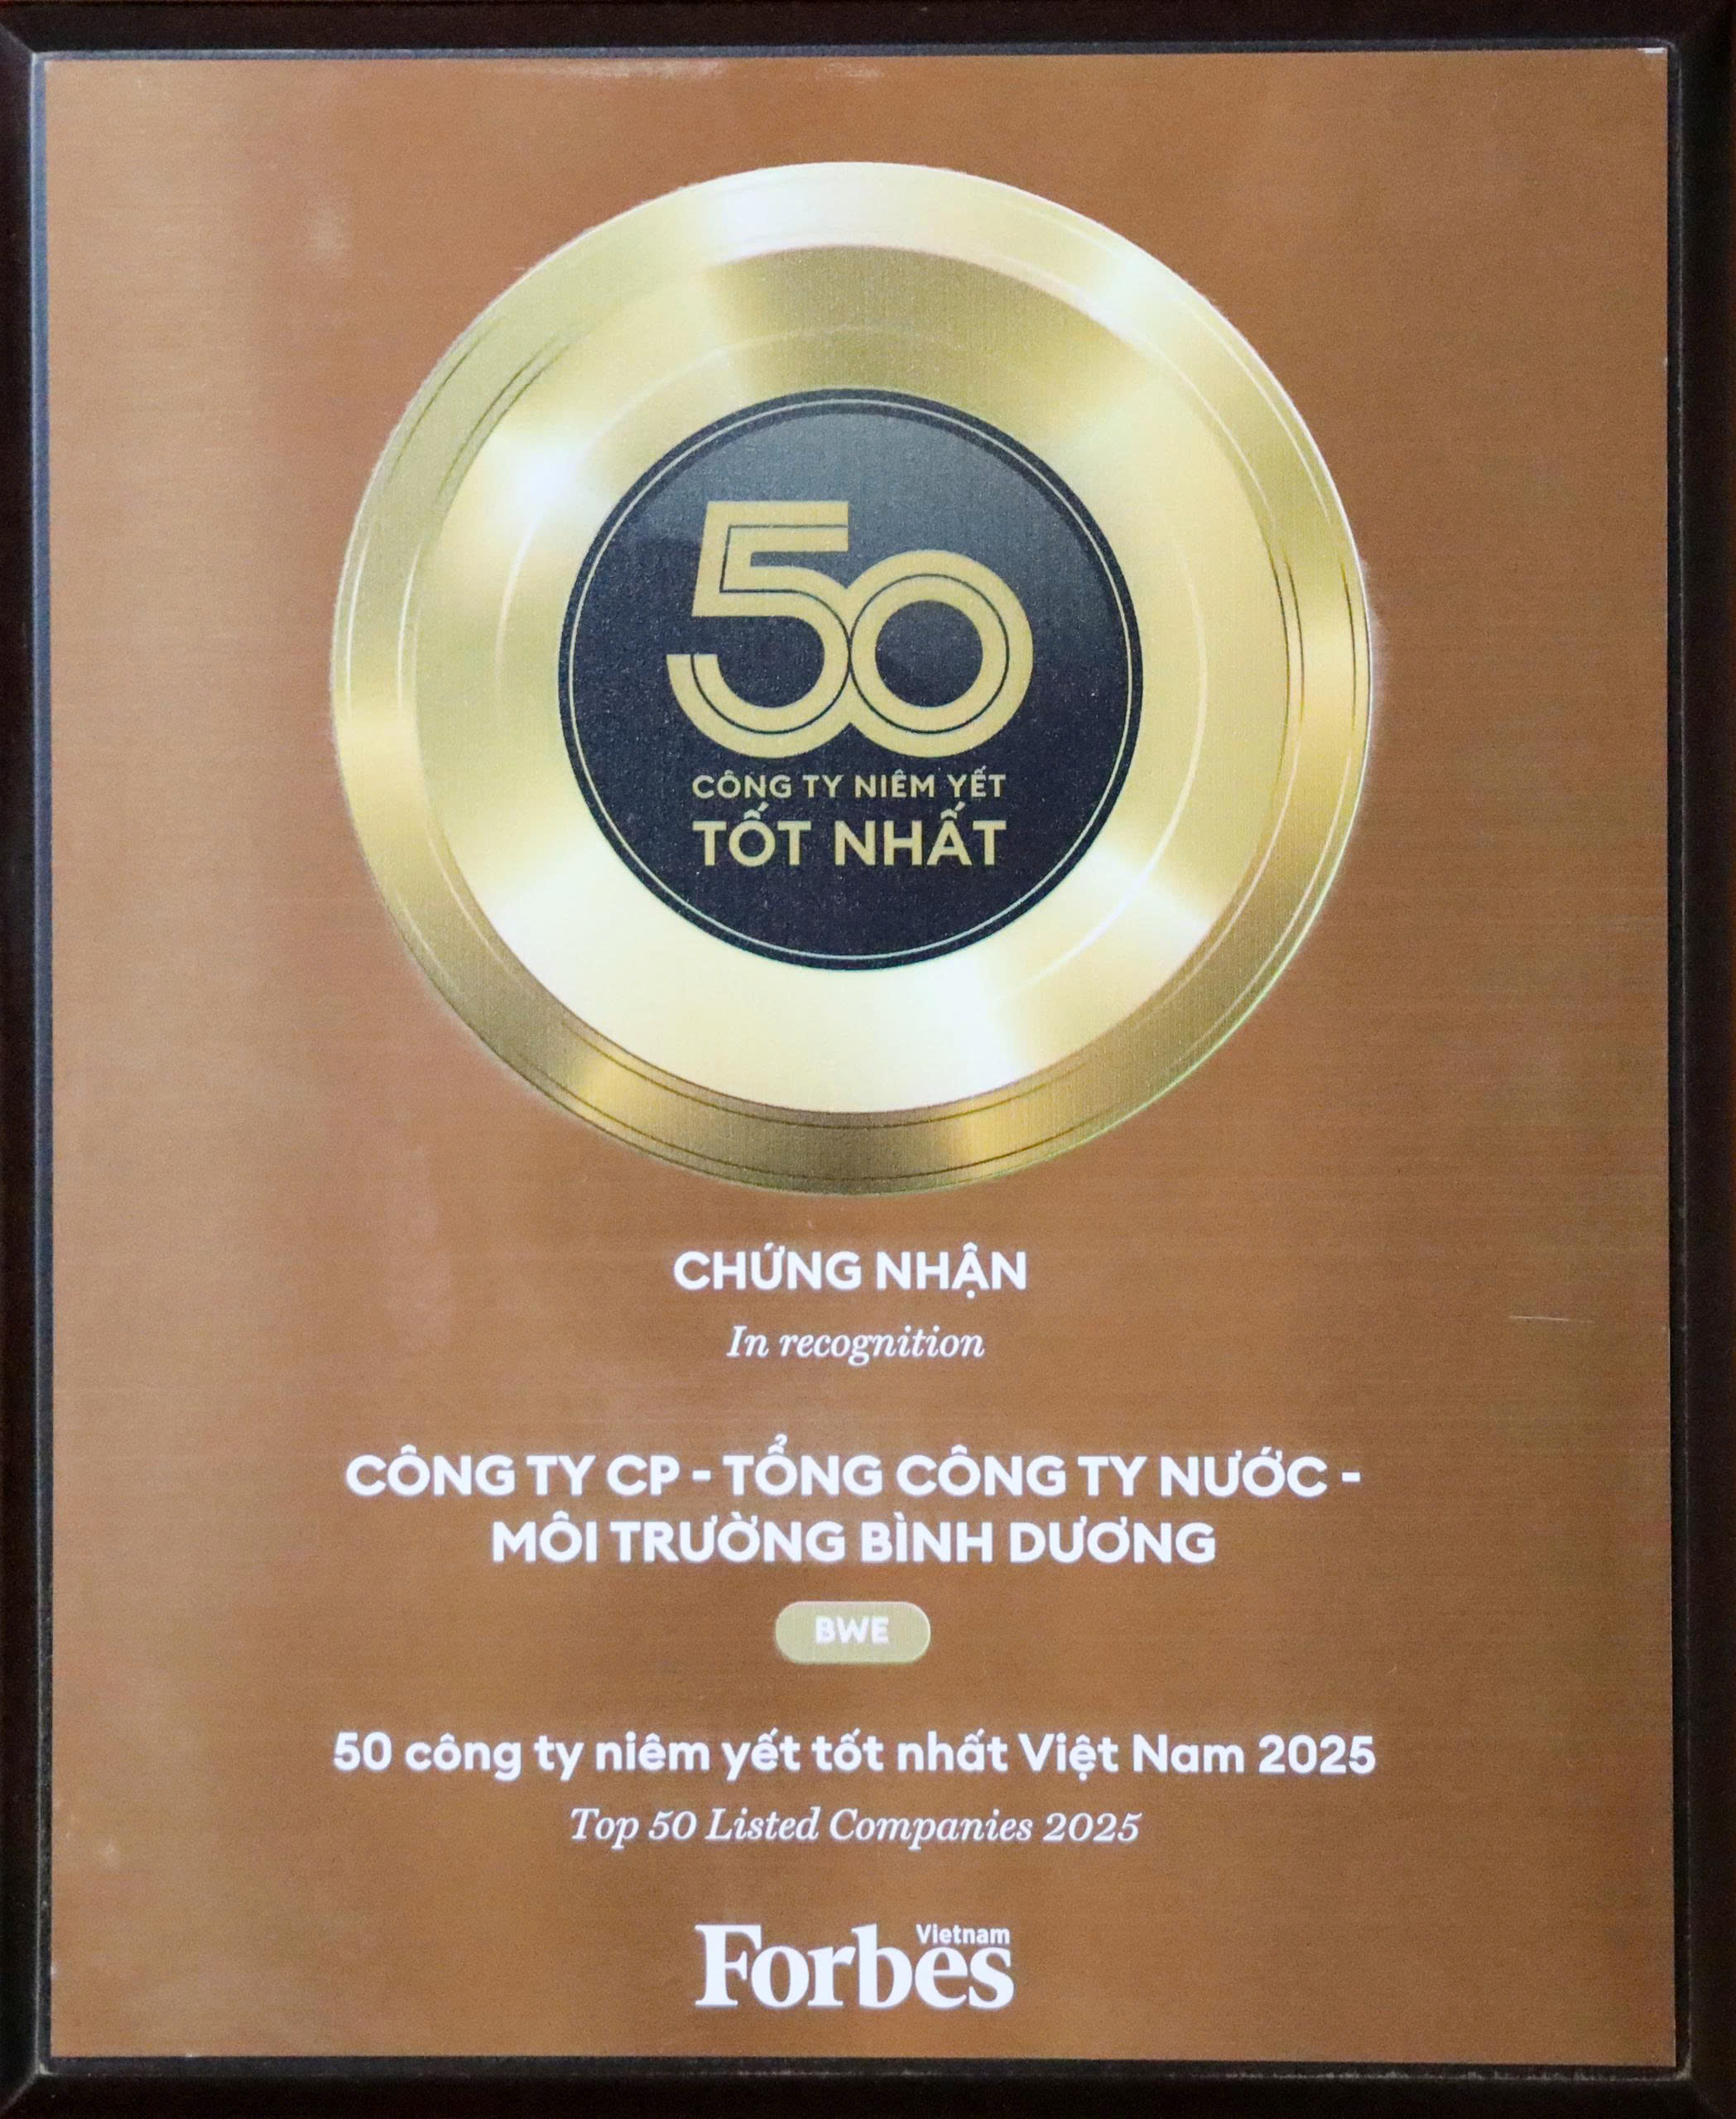 50
CÔNG TY NIÊM YẾT
TỐT NHẤT
CHỨNG NHẬN
In recognition
CÔNG TY CP - TỔNG CÔNG TY NƯỚC -
MÔI TRƯỜNG BÌNH DƯƠNG
BWE
50 công ty niêm yết tốt nhất Việt Nam 2025
Top 50 Listed Companies 2025
Vietnam
Forbes